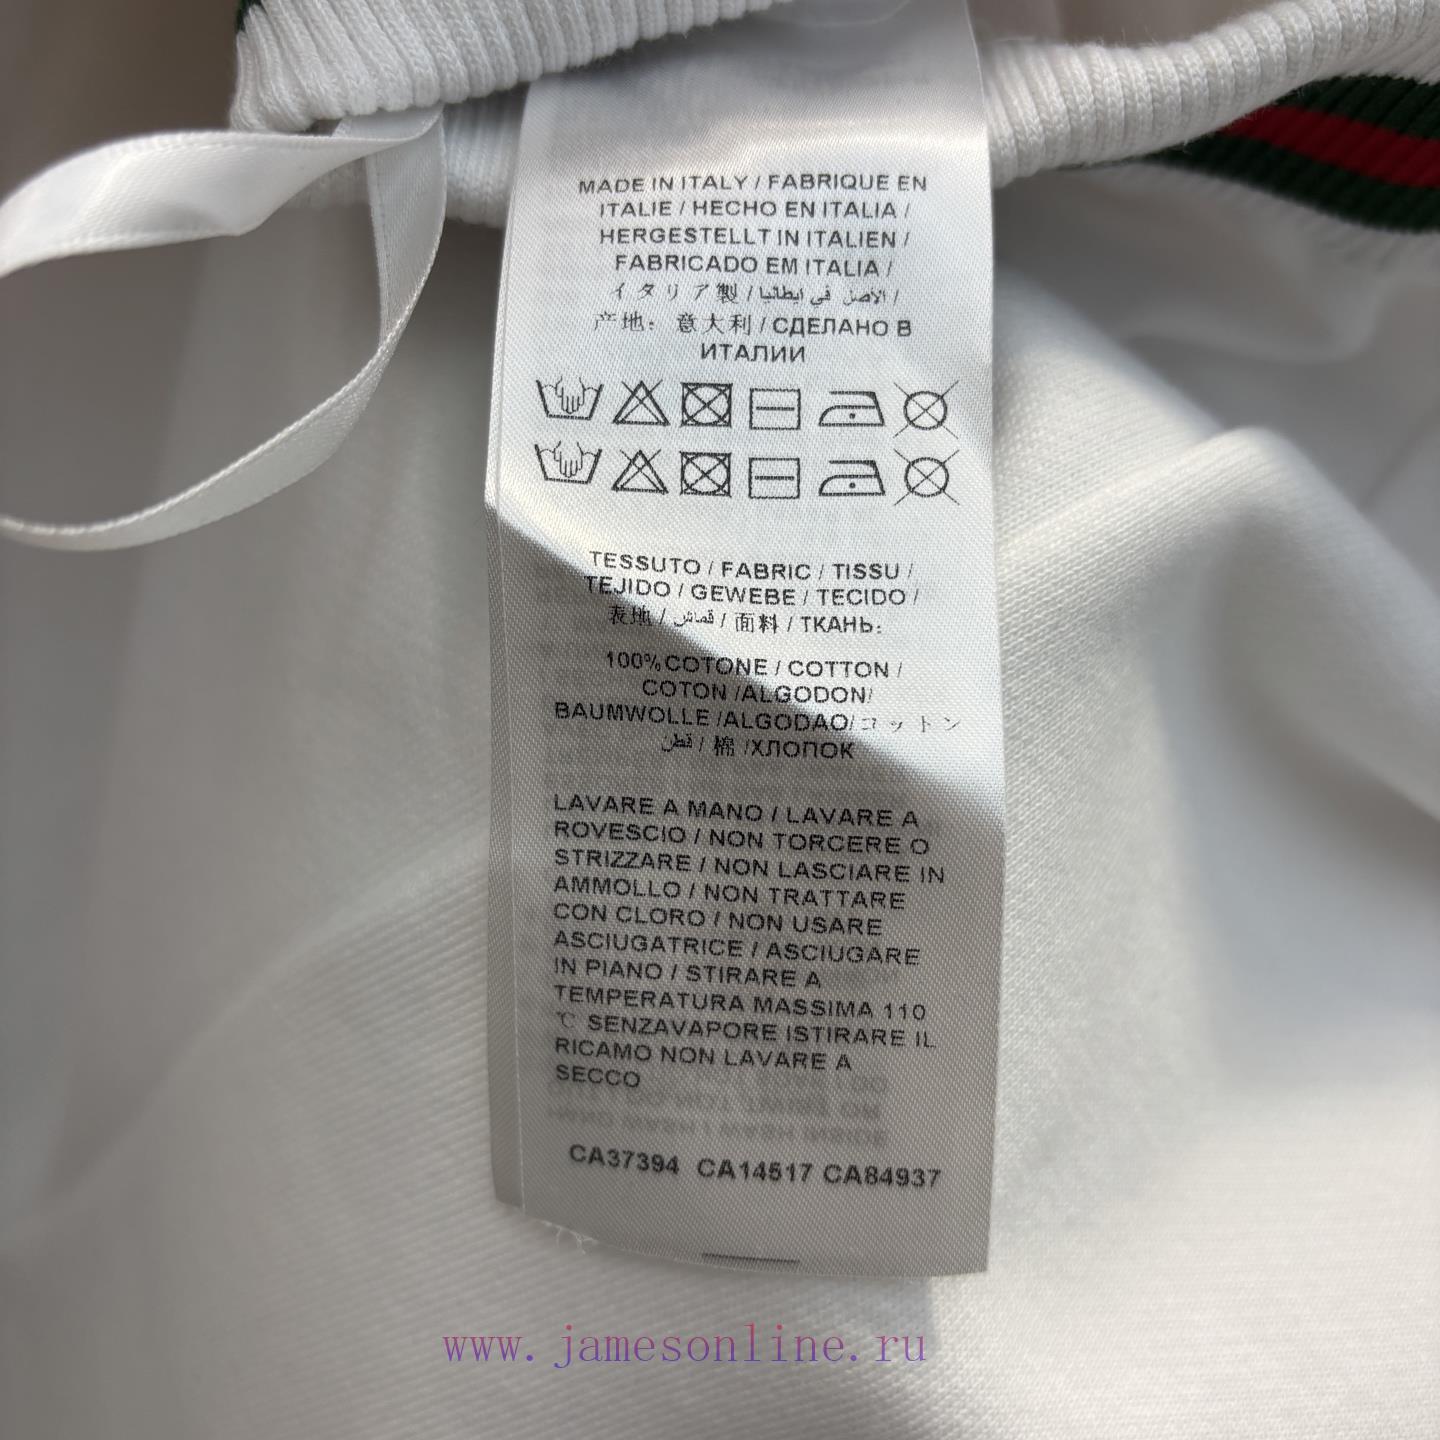 MADE IN ITALY / FABRIQUE EN
ITALIE / HECHO EN ITALIA /
HERGESTELLT IN ITALIEN /
FABRICADO EM ITALIA /
イタリア製 / الأصل في ايطاليا /
产地：意大利 / СДЕЛАНО В
ИТАЛИИ
TESSUTO / FABRIC / TISSU /
TEJIDO / GEWEBE / TECIDO /
表地 / قماش / 面料 / ТКАНЬ:
100%COTONE / COTTON /
COTON /ALGODON/
BAUMWOLLE /ALGODAO/ コットン
قطن / 棉 /ХЛОПОК
LAVARE A MANO / LAVARE A
ROVESCIO / NON TORCERE O
STRIZZARE / NON LASCIARE IN
AMMOLLO / NON TRATTARE
CON CLORO / NON USARE
ASCIUGATRICE / ASCIUGARE
IN PIANO / STIRARE A
TEMPERATURA MASSIMA 110
℃ SENZAVAPORE ISTIRARE IL
RICAMO NON LAVARE A
SECCO
CA37394 CA14517 CA84937
www.jamesonline.ru